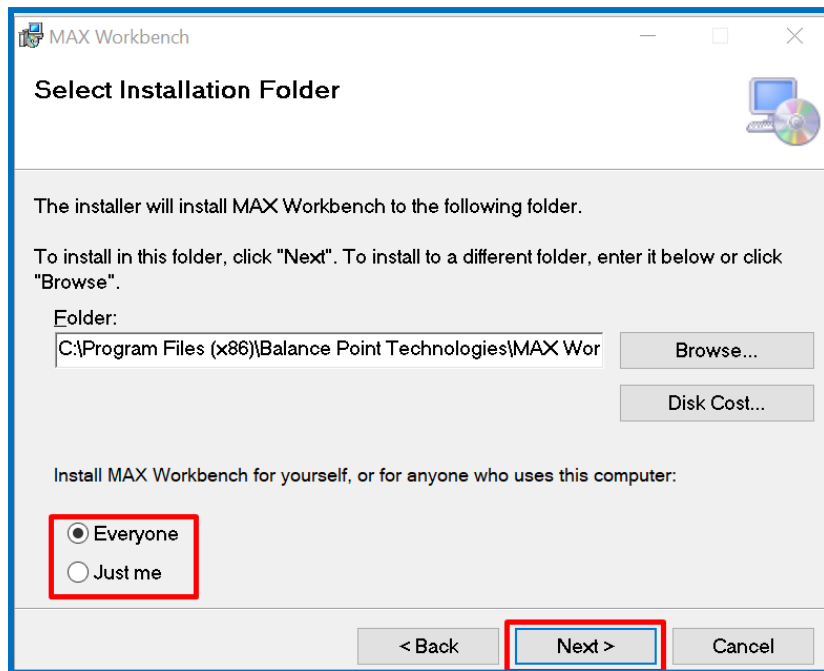 MAX Workbench
Select Installation Folder
The installer will install MAX Workbench to the following folder.
To install in this folder, click "Next". To install to a different folder, enter it below or click
"Browse".
Folder:
C:\Program Files (x86)\Balance Point Technologies\MAX Wor
Browse...
Disk Cost...
Install MAX Workbench for yourself, or for anyone who uses this computer:
Everyone
Just me
< Back
Next >
Cancel